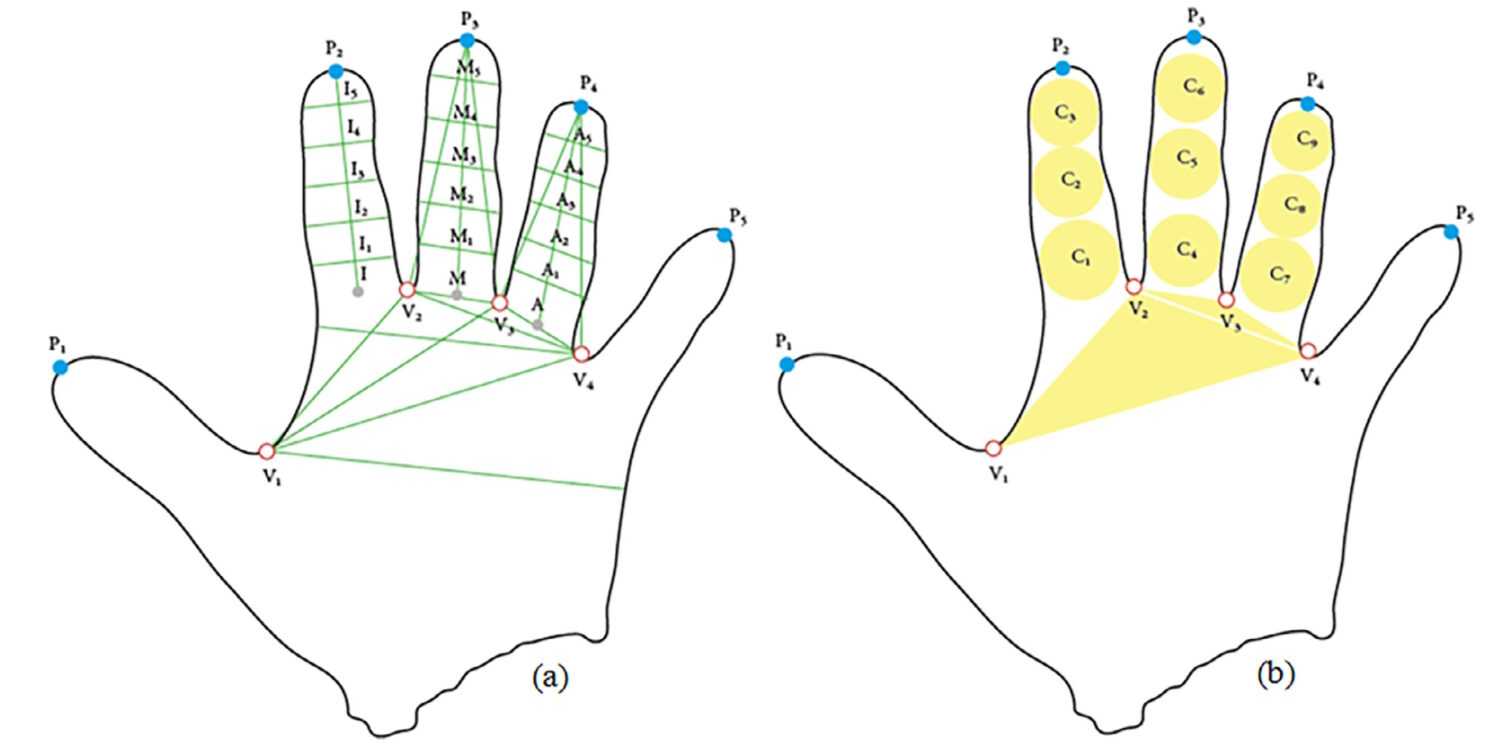 P₃
P₂
M₅
I₅
P₄
M₄
I₄
A₅
M₃
I₃
A₄
M₂
A₃
I₂
P₅
M₁
A₂
I₁
A₁
I
M
A
V₂
V₃
P₁
V₄
V₁
(a)
P₃
P₂
C₆
P₄
C₃
C₉
C₅
C₂
C₈
P₅
C₄
C₁
C₇
V₂
V₃
P₁
V₄
V₁
(b)